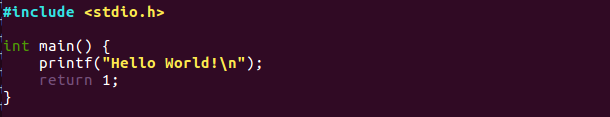 #include <stdio.h>

int main() {
    printf("Hello World!\n");
    return 1;
}